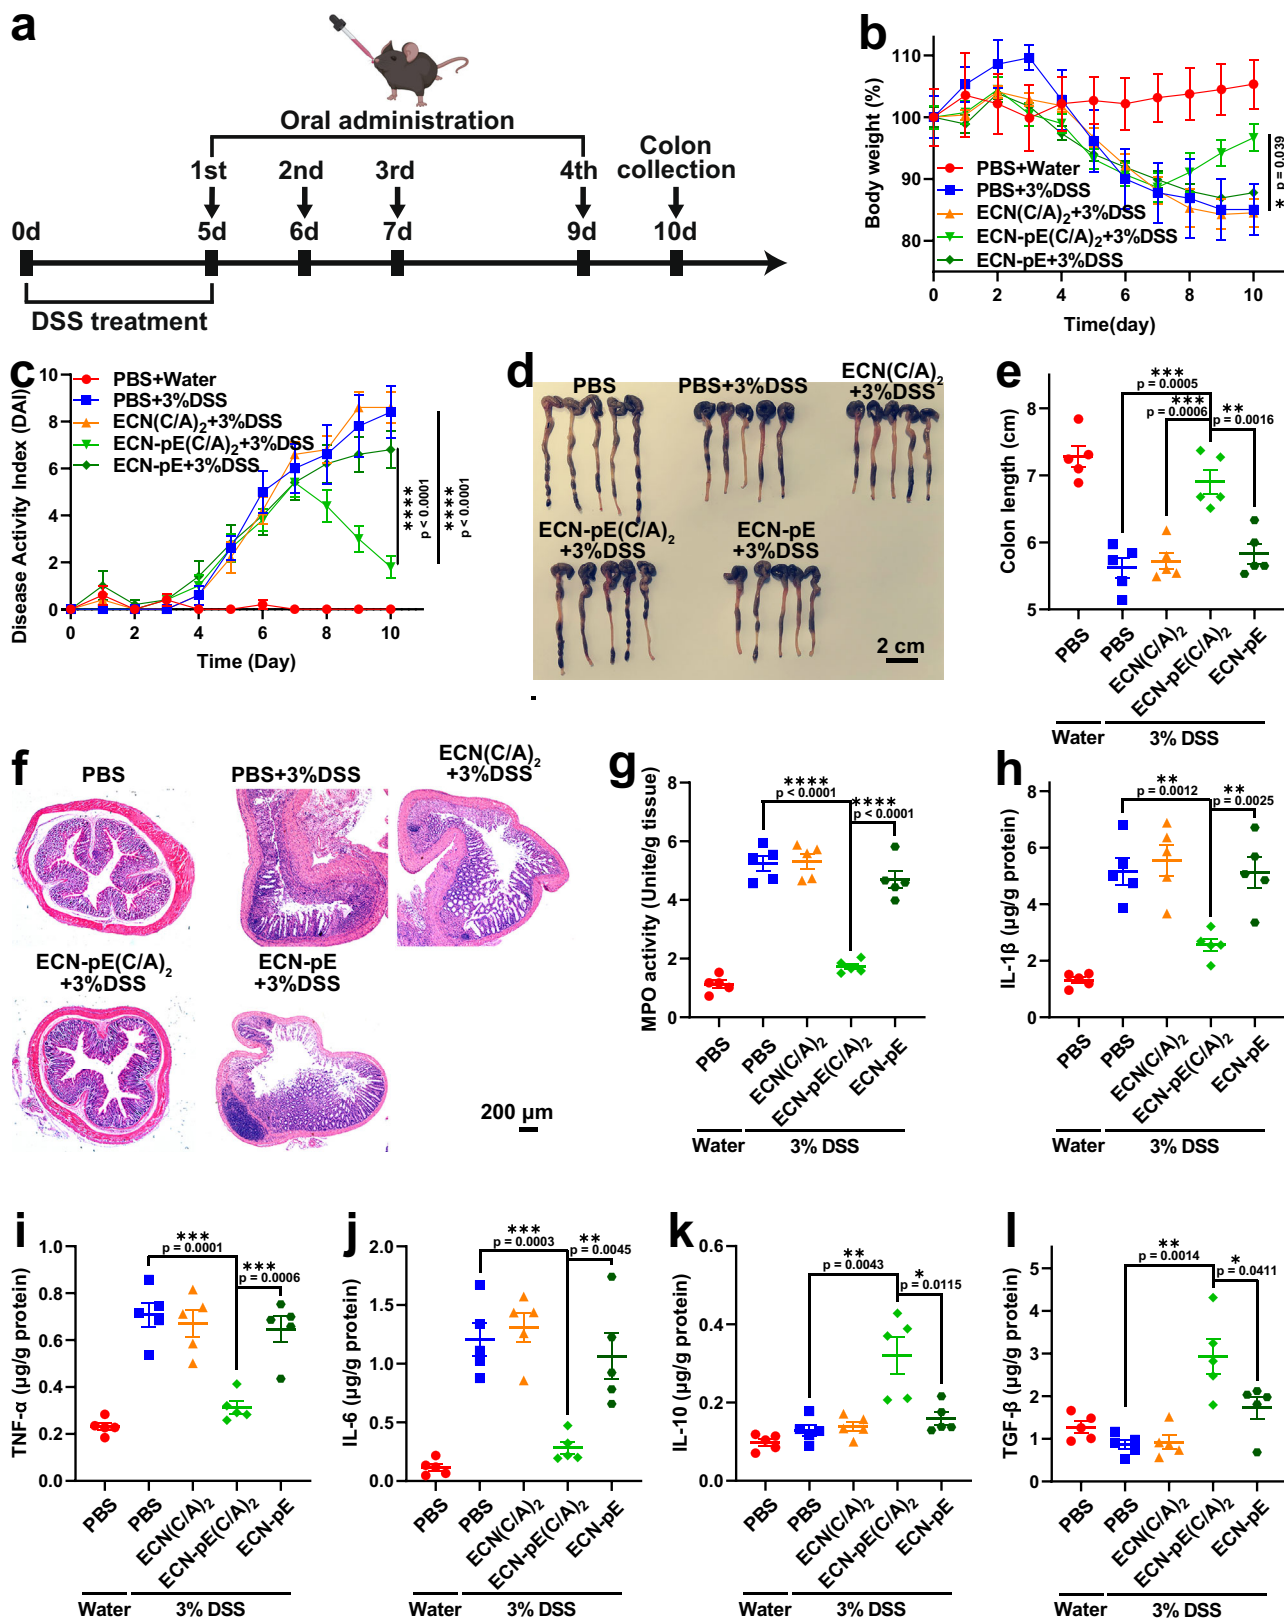 a
Oral administration
1st
2nd
3rd
4th
Colon
collection
0d
5d
6d
7d
9d
10d
DSS treatment
b
Body weight (%)
110
100
90
80
PBS+Water
PBS+3%DSS
ECN(C/A)2+3%DSS
ECN-pE(C/A)2+3%DSS
ECN-pE+3%DSS
* p = 0.039
0 2 4 6 8 10
Time(day)
c
Disease Activity Index (DAI)
10
8
6
4
2
0
PBS+Water
PBS+3%DSS
ECN(C/A)2+3%DSS
ECN-pE(C/A)2+3%DSS
ECN-pE+3%DSS
****
p < 0.0001
****
p < 0.0001
0 2 4 6 8 10
Time (Day)
d
PBS
PBS+3%DSS
ECN(C/A)2
+3%DSS
ECN-pE(C/A)2
+3%DSS
ECN-pE
+3%DSS
2 cm
e
Colon length (cm)
8
7
6
5
***
p = 0.0005
***
p = 0.0006
**
p = 0.0016
PBS
PBS
ECN(C/A)2
ECN-pE(C/A)2
ECN-pE
Water
3% DSS
f
PBS
PBS+3%DSS
ECN(C/A)2
+3%DSS
ECN-pE(C/A)2
+3%DSS
ECN-pE
+3%DSS
200 µm
g
MPO activity (Unite/g tissue)
8
6
4
2
0
****
p < 0.0001
****
p < 0.0001
PBS
PBS
ECN(C/A)2
ECN-pE(C/A)2
ECN-pE
Water
3% DSS
h
IL-1β (µg/g protein)
8
6
4
2
0
**
p = 0.0012
**
p = 0.0025
PBS
PBS
ECN(C/A)2
ECN-pE(C/A)2
ECN-pE
Water
3% DSS
i
TNF-α (µg/g protein)
1.0
0.8
0.6
0.4
0.2
0.0
***
p = 0.0001
***
p = 0.0006
PBS
PBS
ECN(C/A)2
ECN-pE(C/A)2
ECN-pE
Water
3% DSS
j
IL-6 (µg/g protein)
2.0
1.5
1.0
0.5
0.0
***
p = 0.0003
**
p = 0.0045
PBS
PBS
ECN(C/A)2
ECN-pE(C/A)2
ECN-pE
Water
3% DSS
k
IL-10 (µg/g protein)
0.6
0.4
0.2
0.0
**
p = 0.0043
*
p = 0.0115
PBS
PBS
ECN(C/A)2
ECN-pE(C/A)2
ECN-pE
Water
3% DSS
l
TGF-β (µg/g protein)
5
4
3
2
1
0
**
p = 0.0014
*
p = 0.0411
PBS
PBS
ECN(C/A)2
ECN-pE(C/A)2
ECN-pE
Water
3% DSS